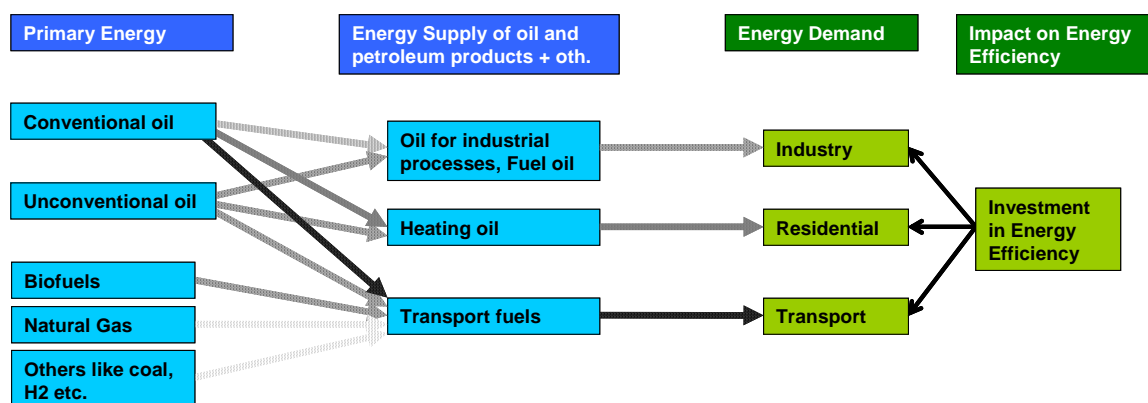 Primary Energy
Energy Supply of oil and
petroleum products + oth.
Energy Demand
Impact on Energy
Efficiency
Conventional oil
Unconventional oil
Biofuels
Natural Gas
Others like coal,
H2 etc.
Oil for industrial
processes, Fuel oil
Heating oil
Transport fuels
Industry
Residential
Transport
Investment
in Energy
Efficiency